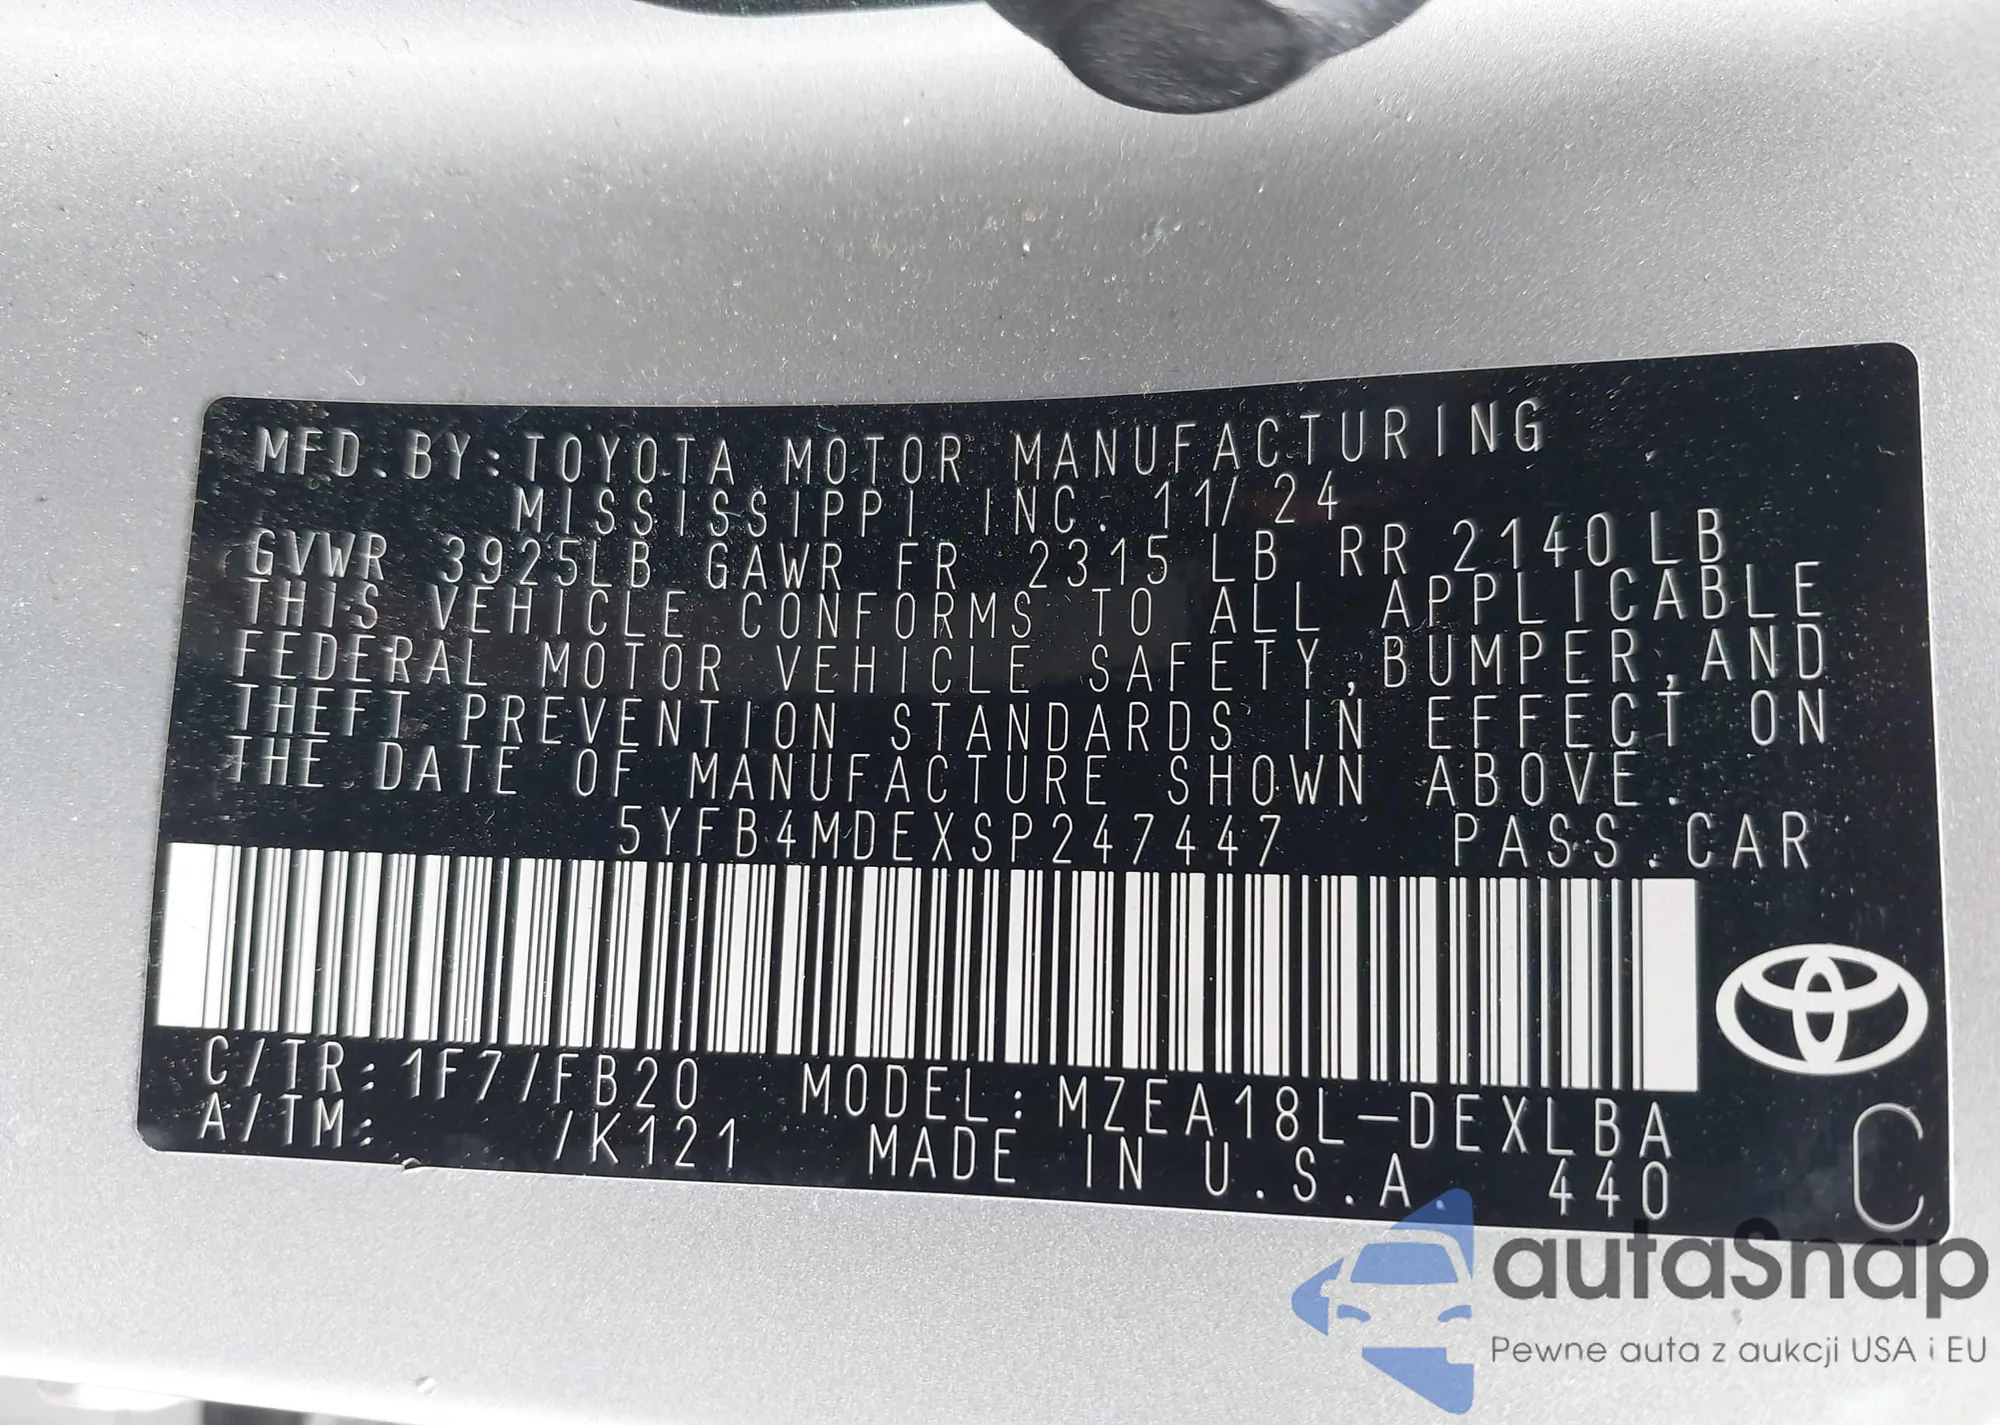 MFD.BY:TOYOTA MOTOR MANUFACTURING
MISSISSIPPI INC. 11/24
GVWR 3925LB GAWR FR 2315 LB RR 2140LB
THIS VEHICLE CONFORMS TO ALL APPLICABLE
FEDERAL MOTOR VEHICLE SAFETY,BUMPER,AND
THEFT PREVENTION STANDARDS IN EFFECT ON
THE DATE OF MANUFACTURE SHOWN ABOVE.
5YFB4MDEXSP247447 PASS.CAR
C/TR:1F7/FB20 MODEL:MZEA18L-DEXLBA
A/TM: /K121 MADE IN U.S.A. 440
C
autaSnap
Pewne auta z aukcji USA i EU